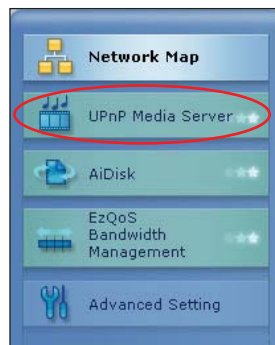 Network Map
UPnP Media Server
AiDisk
EzQoS
Bandwidth
Management
Advanced Setting